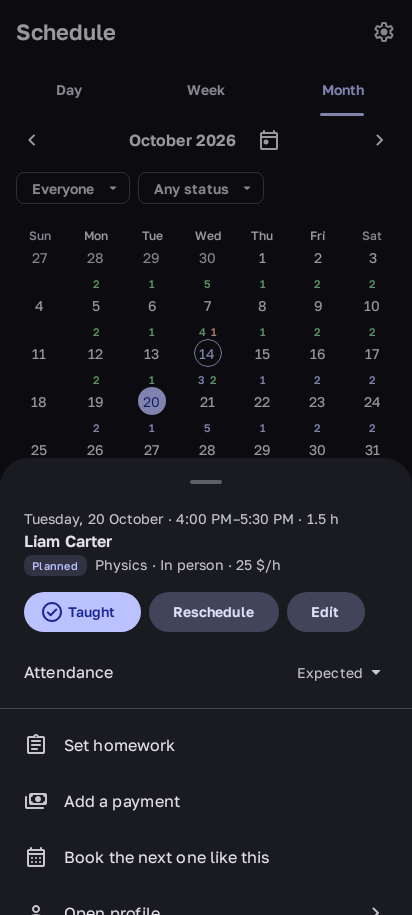 Schedule
Day Week Month
October 2026
Everyone Any status
Sun Mon Tue Wed Thu Fri Sat
27 28 29 30 1 2 3
2 1 5 1 2 2
4 5 6 7 8 9 10
2 1 4 1 1 2 2
11 12 13 14 15 16 17
2 1 3 2 1 2 2
18 19 20 21 22 23 24
2 1 5 1 2 2
25 26 27 28 29 30 31
Tuesday, 20 October · 4:00 PM–5:30 PM · 1.5 h
Liam Carter
Planned Physics · In person · 25 $/h
Taught Reschedule Edit
Attendance Expected
Set homework
Add a payment
Book the next one like this
Open profile